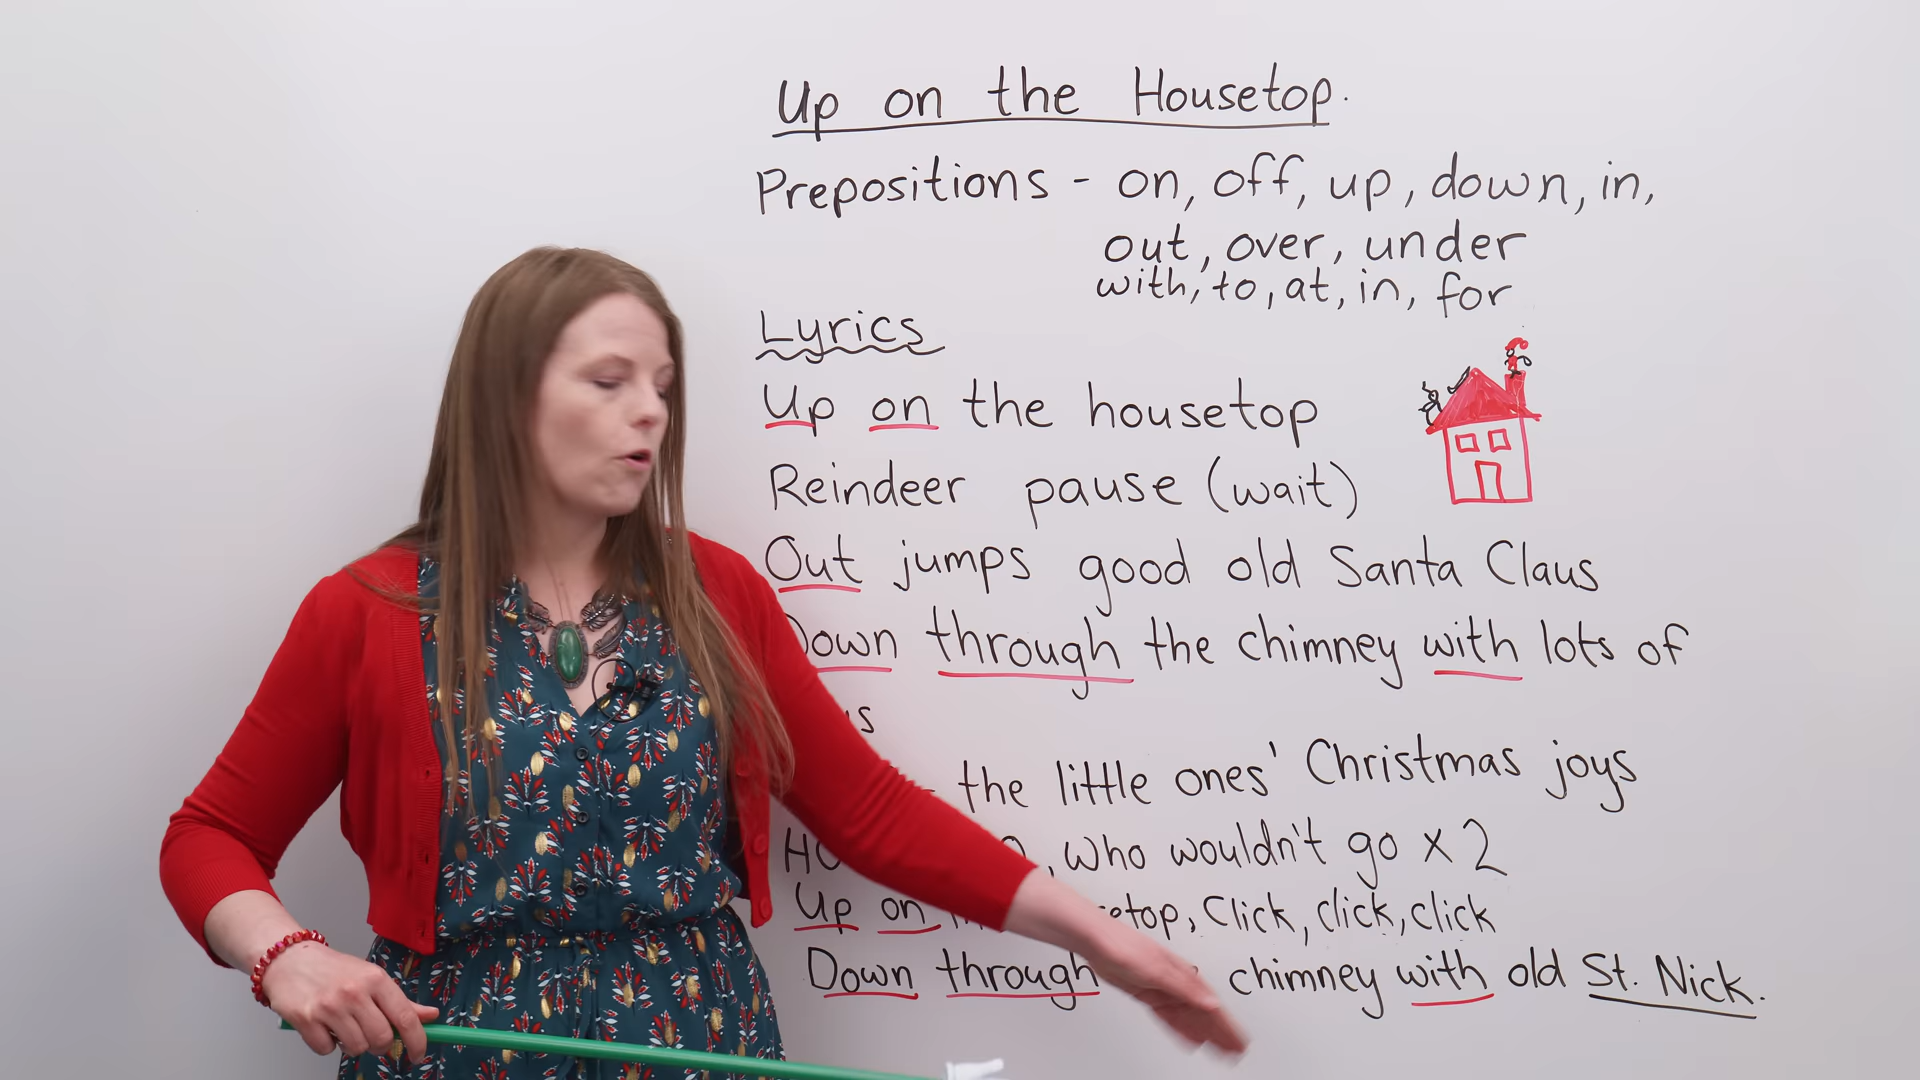 Up on the Housetop.
Prepositions - on, off, up, down, in,
out, over, under
with, to, at, in, for
Lyrics
Up on the housetop
Reindeer pause (wait)
Out jumps good old Santa Claus
Down through the chimney with lots of
the little ones' Christmas joys
, who wouldn't go x 2
Up on click, click, click
Down through chimney with old St. Nick.